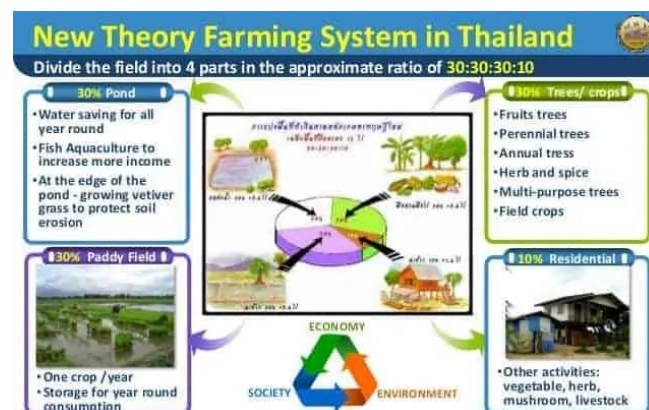 New Theory Farming System in Thailand
Divide the field into 4 parts in the approximate ratio of 30:30:30:10
30% Pond
•Water saving for all
year round
•Fish Aquaculture to
increase more income
•At the edge of the
pond - growing vetiver
grass to protect soil
erosion
30% Trees/ crops
•Fruits trees
•Perennial trees
•Annual tress
•Herb and spice
•Multi-purpose trees
•Field crops
30% Paddy Field
•One crop /year
•Storage for year round
consumption
10% Residential
•Other activities:
vegetable, herb,
mushroom, livestock
ECONOMY
SOCIETY
ENVIRONMENT